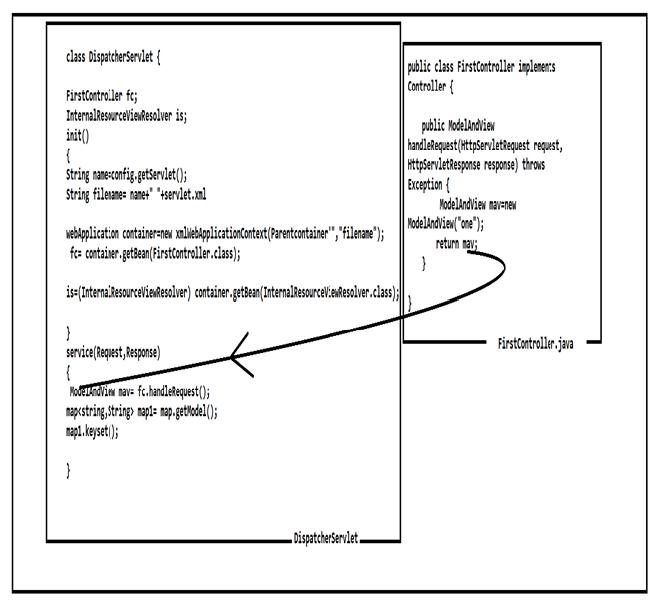 class DispatcherServlet {
FirstController fc;
InternalResourceViewResolver is;
init()
{
String name=config.getServlet();
String filename= name+" "+servlet.xml
webApplication container=new xmlWebApplicationContext(Parentcontainer"","filename");
fc= container.getBean(FirstController.class);
is=(InternalResourceViewResolver) container.getBean(InternalResourceViewResolver.class);
}
service(Request,Response)
{
ModelAndView mav= fc.handleRequest();
map<string,String> map1= map.getModel();
map1.keyset();
}
DispatcherServlet
public class FirstController implements
Controller {
public ModelAndView
handleRequest(HttpServletRequest request,
HttpServletResponse response) throws
Exception {
ModelAndView mav=new
ModelAndView("one");
return mav;
}
}
FirstController.java